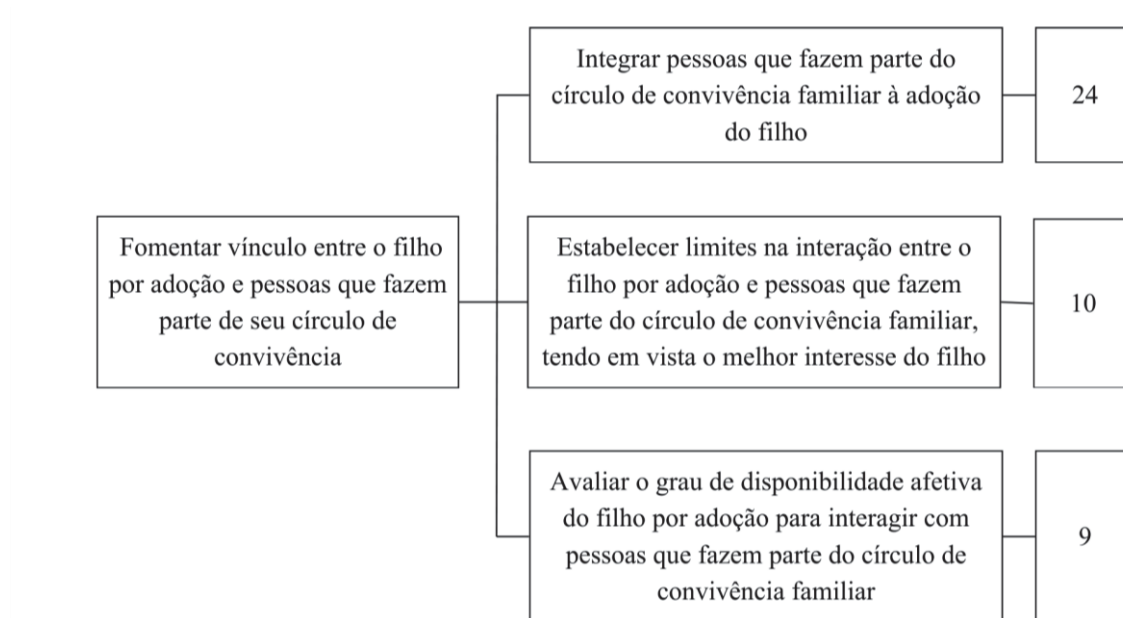 Integrar pessoas que fazem parte do
círculo de convivência familiar à adoção
do filho
24
Fomentar vínculo entre o filho
por adoção e pessoas que fazem
parte de seu círculo de
convivência
Estabelecer limites na interação entre o
filho por adoção e pessoas que fazem
parte do círculo de convivência familiar,
tendo em vista o melhor interesse do filho
10
Avaliar o grau de disponibilidade afetiva
do filho por adoção para interagir com
pessoas que fazem parte do círculo de
convivência familiar
9